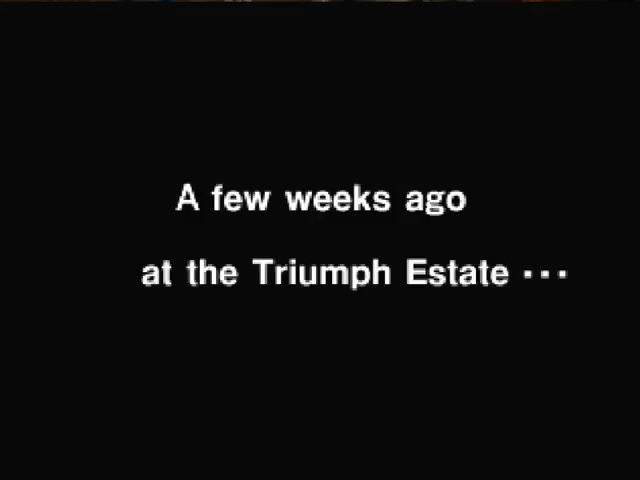 A few weeks ago
at the Triumph Estate ･･･